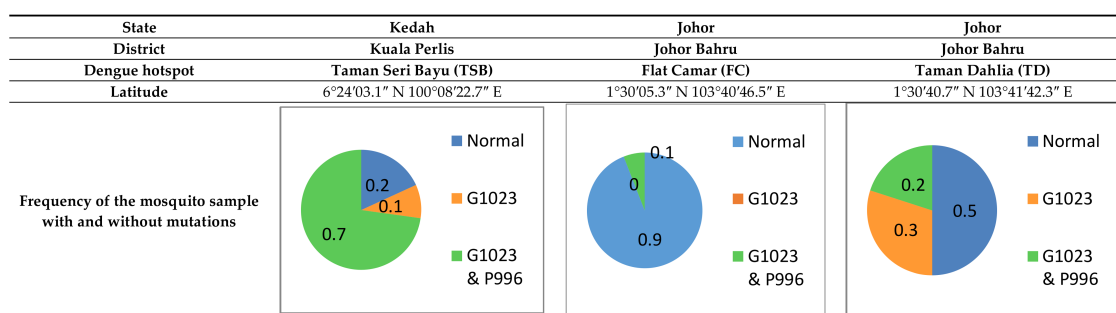 State Kedah Johor Johor
District Kuala Perlis Johor Bahru Johor Bahru
Dengue hotspot Taman Seri Bayu (TSB) Flat Camar (FC) Taman Dahlia (TD)
Latitude 6°24′03.1″ N 100°08′22.7″ E 1°30′05.3″ N 103°40′46.5″ E 1°30′40.7″ N 103°41′42.3″ E
Frequency of the mosquito sample
with and without mutations
0.2
0.1
0.7
Normal
G1023
G1023
& P996
0.1
0
0.9
Normal
G1023
G1023
& P996
0.2
0.5
0.3
Normal
G1023
G1023
& P996